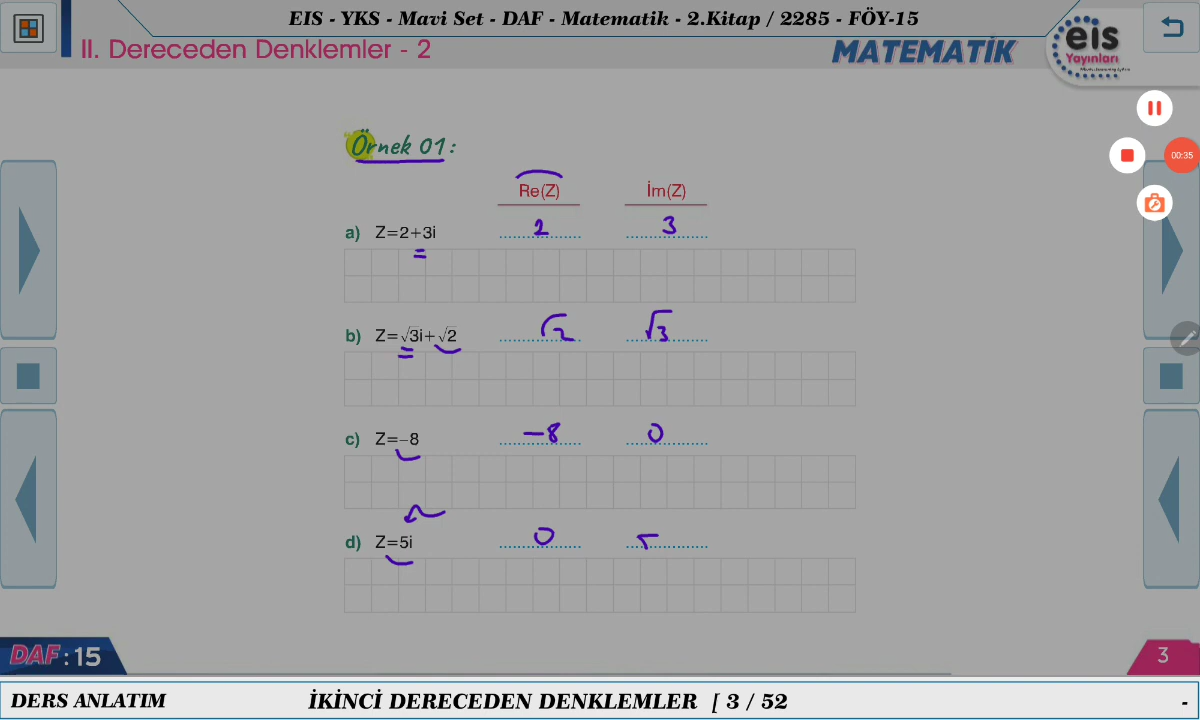 EIS - YKS - Mavi Set - DAF - Matematik - 2.Kitap / 2285 - FÖY-15
II. Dereceden Denklemler - 2
MATEMATİK
eis
Yayınları
00:35
Örnek 01:
Re(Z) İm(Z)
a) Z=2+3i 2 3
b) Z=√3i+√2 √2 √3
c) Z=-8 -8 0
d) Z=5i 0
DAF:15
3
DERS ANLATIM İKİNCİ DERECEDEN DENKLEMLER [ 3 / 52 -